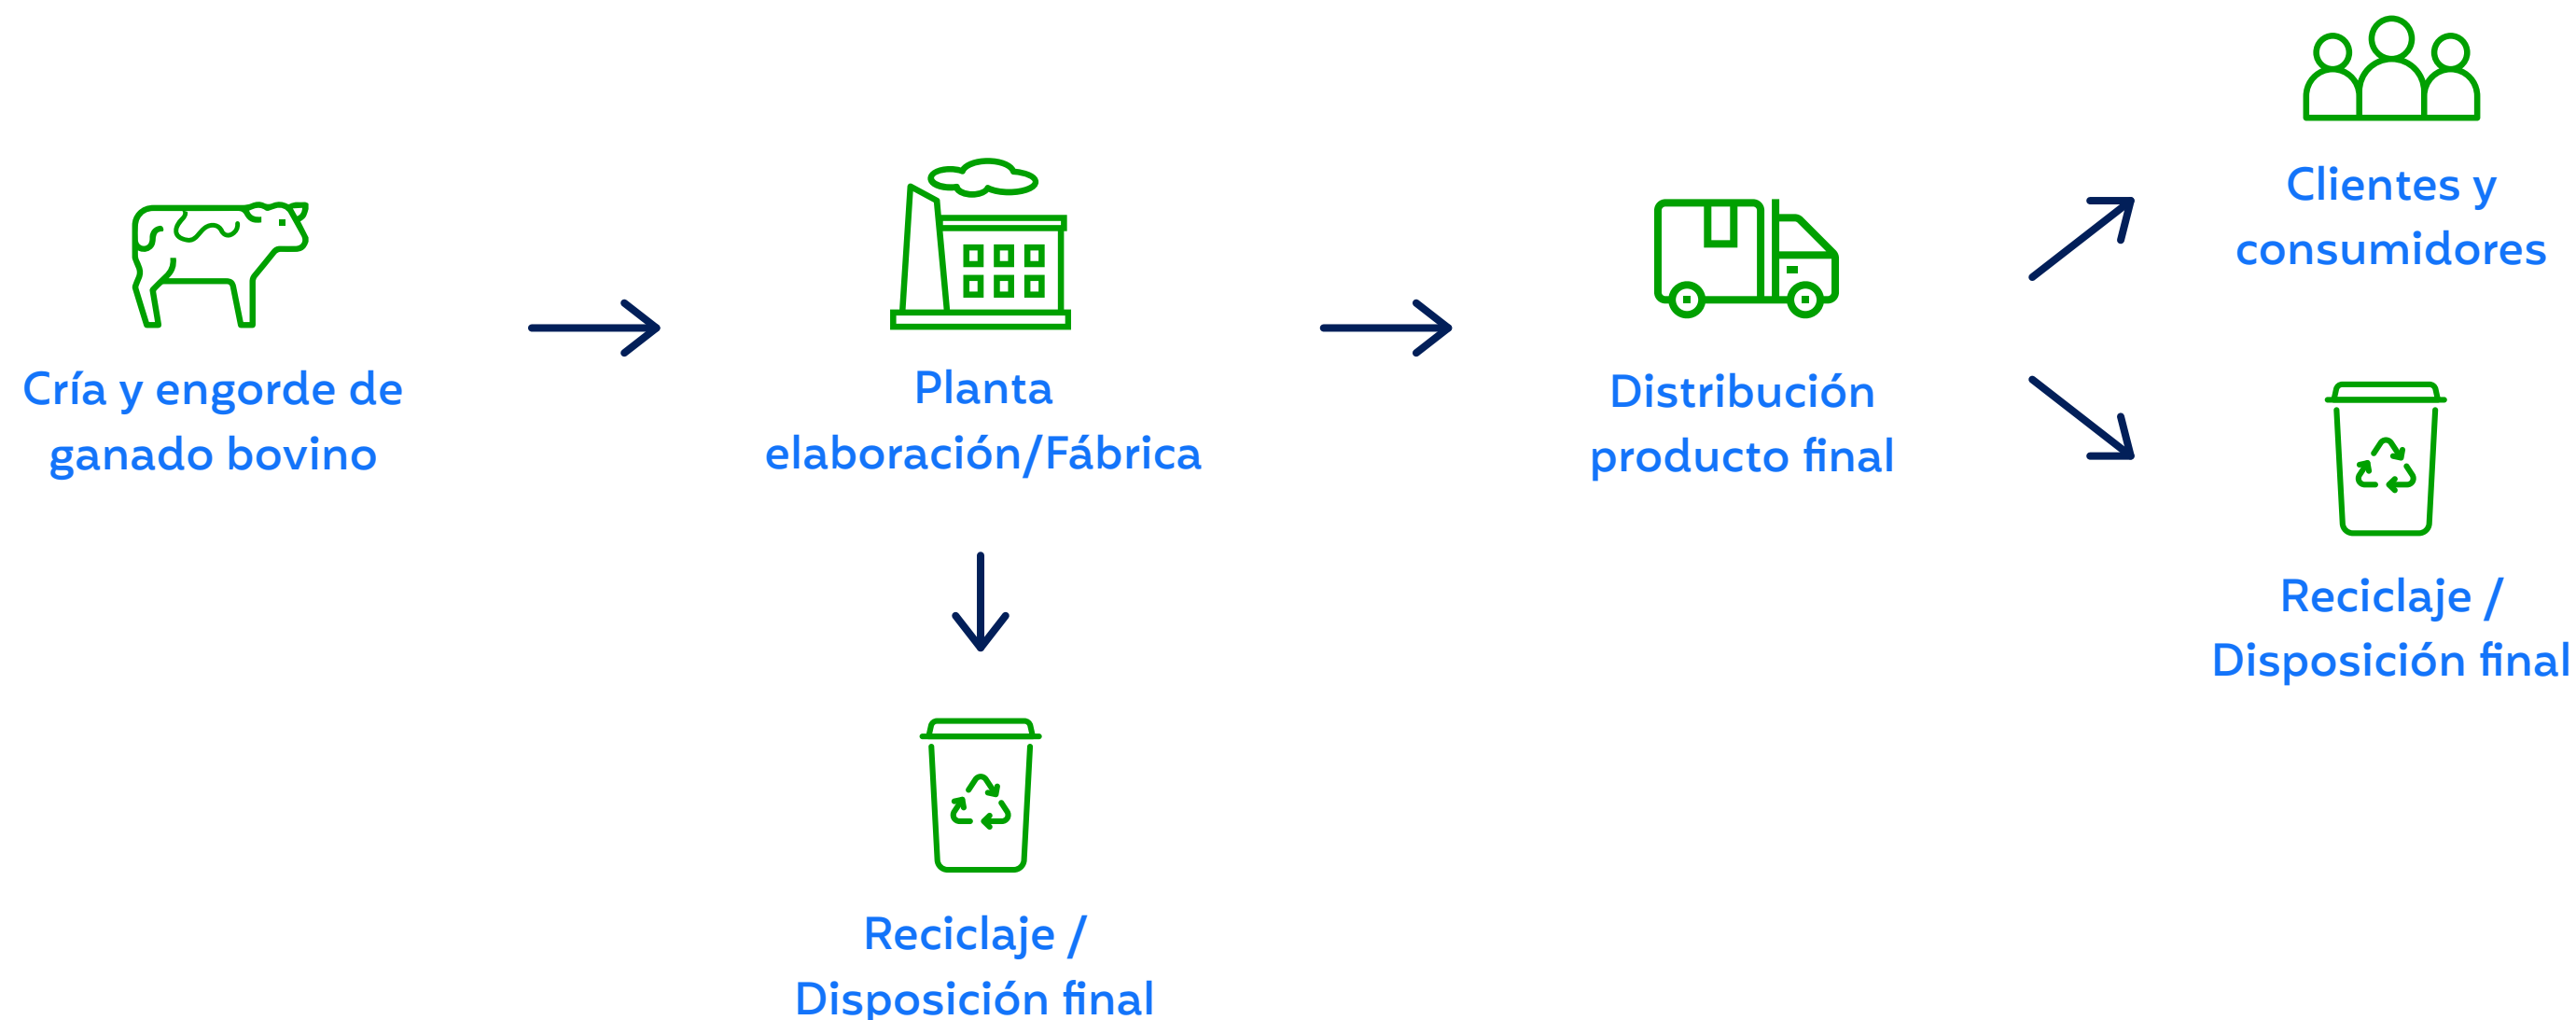 Cría y engorde de
ganado bovino
Planta
elaboración/Fábrica
Reciclaje /
Disposición final
Distribución
producto final
Clientes y
consumidores
Reciclaje /
Disposición final